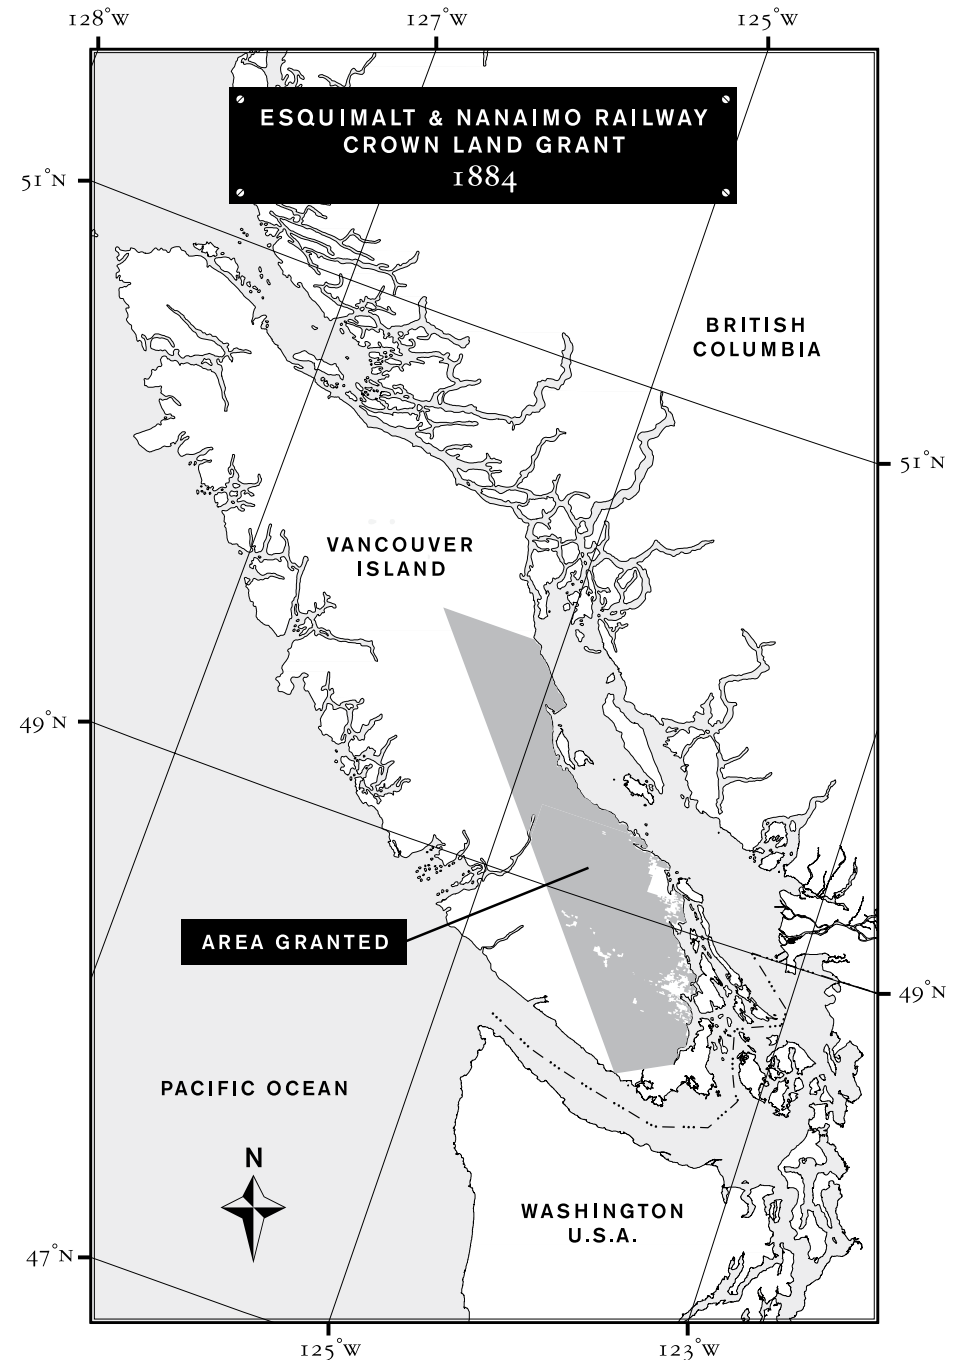 128°W 127°W 125°W
ESQUIMALT & NANAIMO RAILWAY
CROWN LAND GRANT
1884
51°N
BRITISH
COLUMBIA
51°N
VANCOUVER
ISLAND
49°N
AREA GRANTED
49°N
PACIFIC OCEAN
N
WASHINGTON
U.S.A.
47°N
125°W 123°W